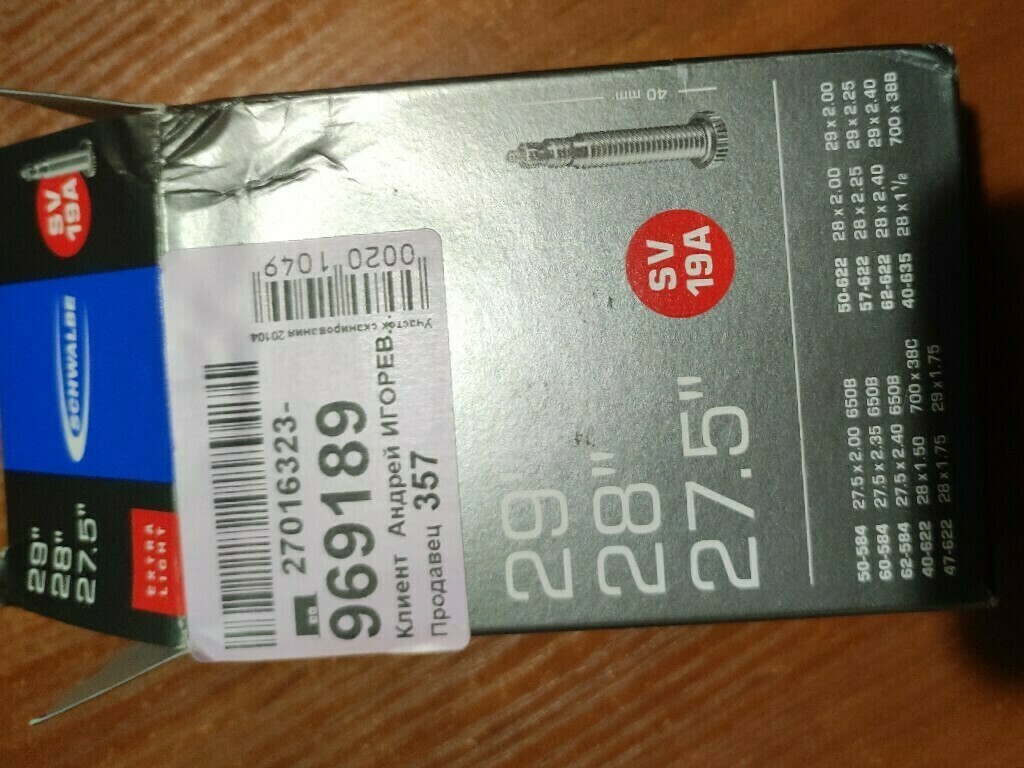 29"
28"
27.5"
EXTRA
LIGHT
SCHWALBE
SV
19A
27016323-
969189
Клиент Андрей ИГОРЕВ...
Продавец 357
Участок сканирования 20104
0020 1049
29"
28"
27.5"
SV
19A
40 mm
50-584 27.5 x 2.00 650B
60-584 27.5 x 2.35 650B
62-584 27.5 x 2.40 650B
40-622 28 x 1.50 700 x 38C
47-622 28 x 1.75 29 x 1.75
50-622 28 x 2.00 29 x 2.00
57-622 28 x 2.25 29 x 2.25
62-622 28 x 2.40 29 x 2.40
40-635 28 x 1 1/2 700 x 38B